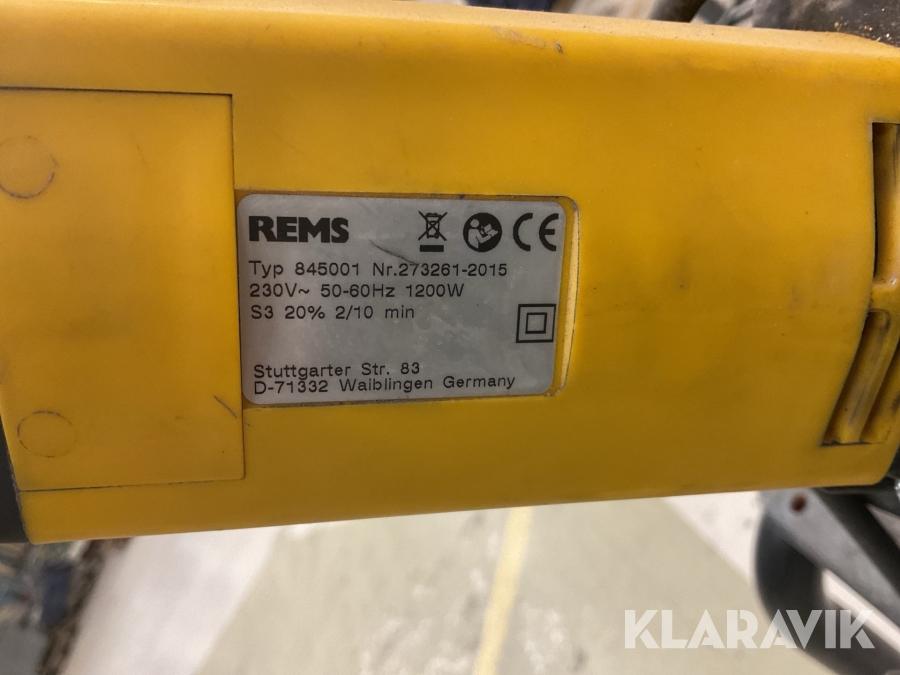 REMS
CE
Typ 845001 Nr.273261-2015
230V~ 50-60Hz 1200W
S3 20% 2/10 min
Stuttgarter Str. 83
D-71332 Waiblingen Germany
KLARAVIK